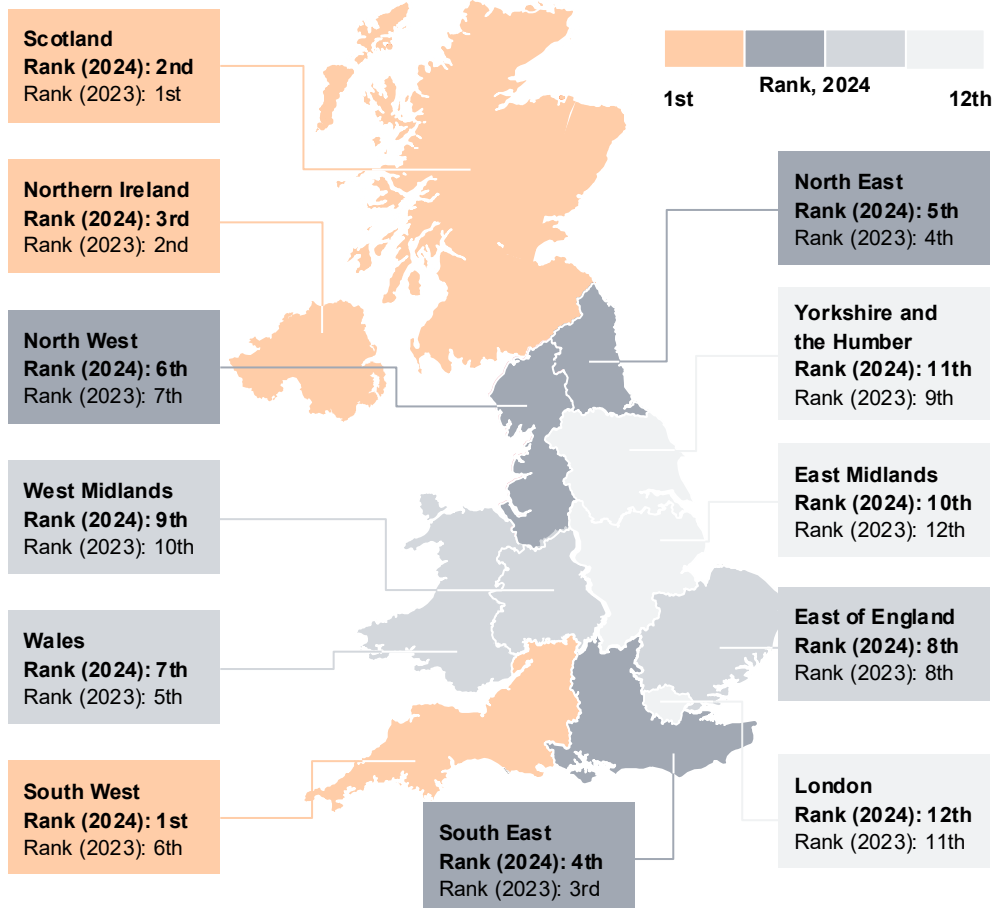 Scotland
Rank (2024): 2nd
Rank (2023): 1st
Northern Ireland
Rank (2024): 3rd
Rank (2023): 2nd
North West
Rank (2024): 6th
Rank (2023): 7th
West Midlands
Rank (2024): 9th
Rank (2023): 10th
Wales
Rank (2024): 7th
Rank (2023): 5th
South West
Rank (2024): 1st
Rank (2023): 6th
South East
Rank (2024): 4th
Rank (2023): 3rd
Rank, 2024
1st
12th
North East
Rank (2024): 5th
Rank (2023): 4th
Yorkshire and
the Humber
Rank (2024): 11th
Rank (2023): 9th
East Midlands
Rank (2024): 10th
Rank (2023): 12th
East of England
Rank (2024): 8th
Rank (2023): 8th
London
Rank (2024): 12th
Rank (2023): 11th